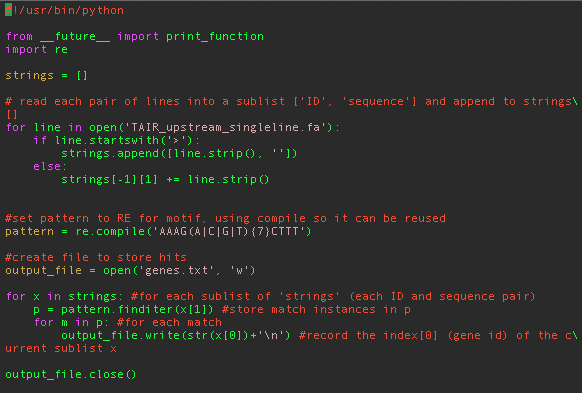 #!/usr/bin/python
from __future__ import print_function
import re
strings = []
# read each pair of lines into a sublist ['ID', 'sequence'] and append to strings\
[]
for line in open('TAIR_upstream_singleline.fa'):
    if line.startswith('>'):
        strings.append([line.strip(), ''])
    else:
        strings[-1][1] += line.strip()
#set pattern to RE for motif, using compile so it can be reused
pattern = re.compile('AAAG(A|C|G|T){7}CTTT')
#create file to store hits
output_file = open('genes.txt', 'w')
for x in strings: #for each sublist of 'strings' (each ID and sequence pair)
    p = pattern.finditer(x[1]) #store match instances in p
    for m in p: #for each match
        output_file.write(str(x[0])+'\n') #record the index[0] (gene id) of the c\
urrent sublist x
output_file.close()